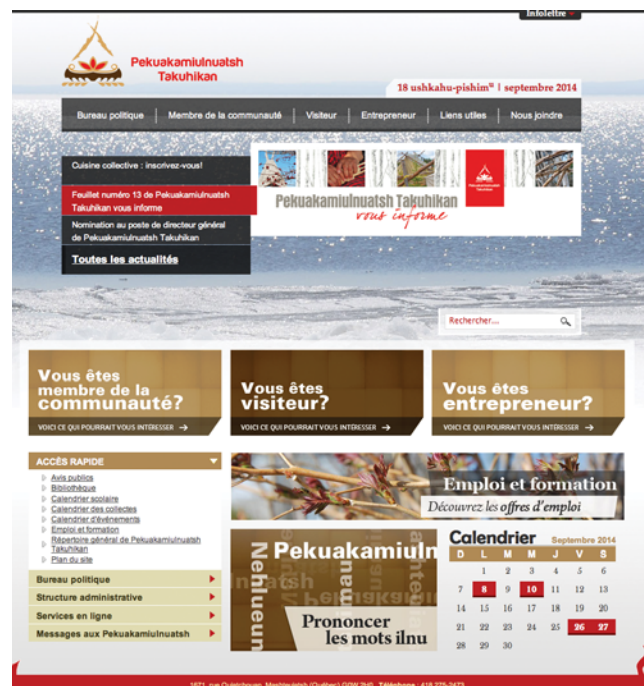 Infolettre
Pekuakamiulnuatsh
Takuhikan
18 ushkahu-pishimᵘ | septembre 2014
Bureau politique | Membre de la communauté | Visiteur | Entrepreneur | Liens utiles | Nous joindre
Cuisine collective : inscrivez-vous!
Feuillet numéro 13 de Pekuakamiulnuatsh
Takuhikan vous informe
Nomination au poste de directeur général
de Pekuakamiulnuatsh Takuhikan
Toutes les actualités
Pekuakamiulnuatsh Takuhikan
vous informe
Rechercher...
Vous êtes
membre de la
communauté?
VOICI CE QUI POURRAIT VOUS INTÉRESSER →
Vous êtes
visiteur?
VOICI CE QUI POURRAIT VOUS INTÉRESSER →
Vous êtes
entrepreneur?
VOICI CE QUI POURRAIT VOUS INTÉRESSER →
ACCÈS RAPIDE
Avis publics
Bibliothèque
Calendrier scolaire
Calendrier des collectes
Calendrier d'événements
Emploi et formation
Répertoire général de Pekuakamiulnuatsh
Takuhikan
Plan du site
Bureau politique
Structure administrative
Services en ligne
Messages aux Pekuakamiulnuatsh
Emploi et formation
Découvrez les offres d'emploi
Pekuakamiuln
Nehlueun
Prononcer
les mots ilnu
Calendrier
Septembre 2014
D L M M J V S
1 2 3 4 5 6
7 8 9 10 11 12 13
14 15 16 17 18 19 20
21 22 23 24 25 26 27
28 29 30